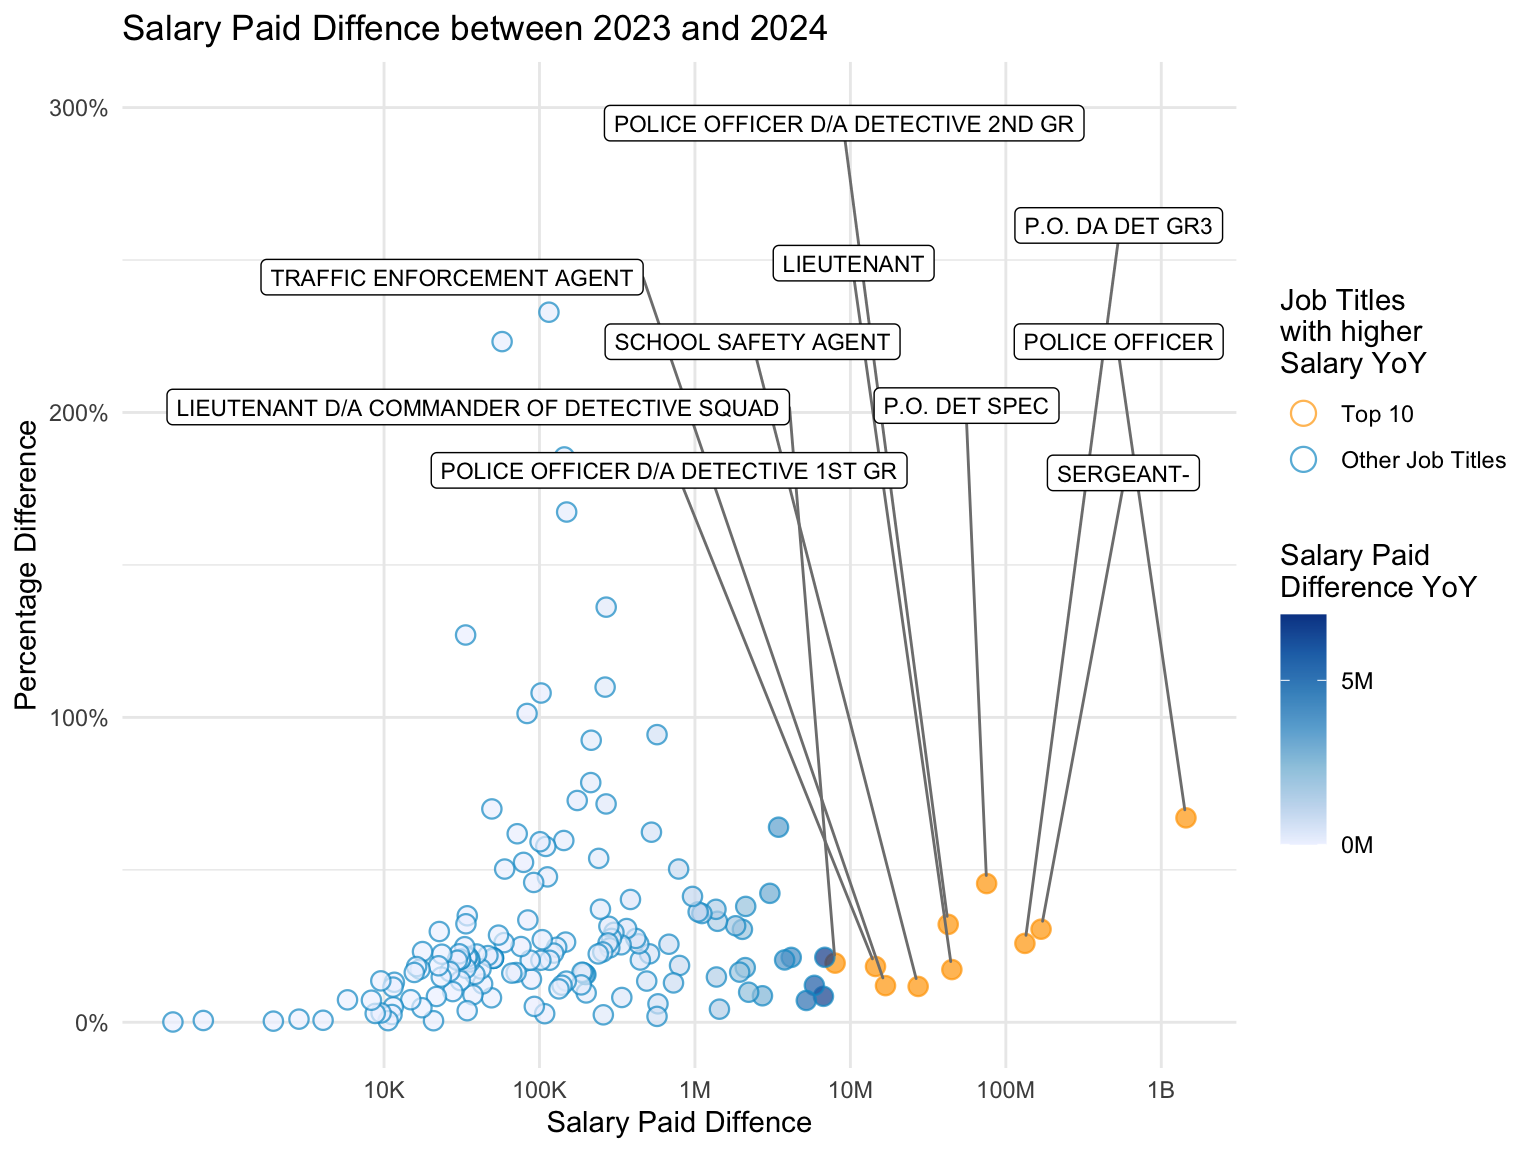 Salary Paid Diffence between 2023 and 2024
300%
200%
100%
0%
Percentage Difference
POLICE OFFICER D/A DETECTIVE 2ND GR
P.O. DA DET GR3
LIEUTENANT
TRAFFIC ENFORCEMENT AGENT
SCHOOL SAFETY AGENT
POLICE OFFICER
LIEUTENANT D/A COMMANDER OF DETECTIVE SQUAD
P.O. DET SPEC
POLICE OFFICER D/A DETECTIVE 1ST GR
SERGEANT-
10K
100K
1M
10M
100M
1B
Salary Paid Diffence
Job Titles
with higher
Salary YoY
Top 10
Other Job Titles
Salary Paid
Difference YoY
5M
0M